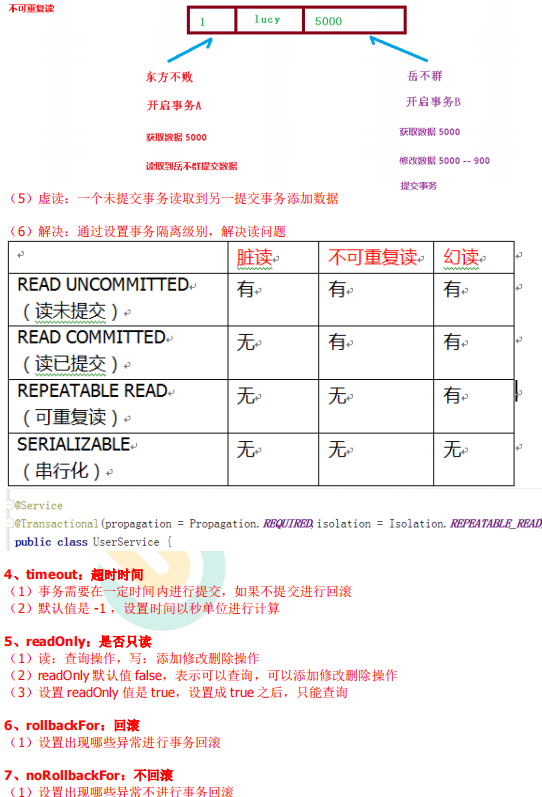 不可重复读
1 lucy 5000
东方不败
开启事务A
获取数据 5000
读取到岳不群提交数据
岳不群
开启事务B
获取数据 5000
修改数据 5000 -- 900
提交事务
（5）虚读：一个未提交事务读取到另一提交事务添加数据
（6）解决：通过设置事务隔离级别，解决读问题
脏读 不可重复读 幻读
READ UNCOMMITTED
（读未提交） 有 有 有
READ COMMITTED
（读已提交） 无 有 有
REPEATABLE READ
（可重复读） 无 无 有
SERIALIZABLE
（串行化） 无 无 无
@Service
@Transactional(propagation = Propagation.REQUIRED,isolation = Isolation.REPEATABLE_READ,
public class UserService {
4、timeout：超时时间
（1）事务需要在一定时间内进行提交，如果不提交进行回滚
（2）默认值是 -1 ，设置时间以秒单位进行计算
5、readOnly：是否只读
（1）读：查询操作，写：添加修改删除操作
（2）readOnly 默认值 false，表示可以查询，可以添加修改删除操作
（3）设置 readOnly 值是 true，设置成 true 之后，只能查询
6、rollbackFor：回滚
（1）设置出现哪些异常进行事务回滚
7、noRollbackFor：不回滚
（1）设置出现哪些异常不进行事务回滚